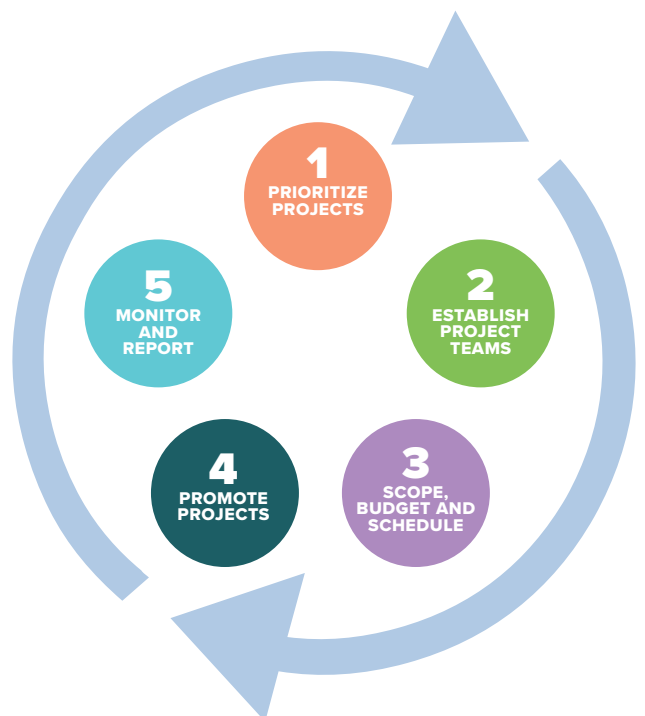 1
PRIORITIZE
PROJECTS
2
ESTABLISH
PROJECT
TEAMS
3
SCOPE,
BUDGET AND
SCHEDULE
4
PROMOTE
PROJECTS
5
MONITOR
AND
REPORT